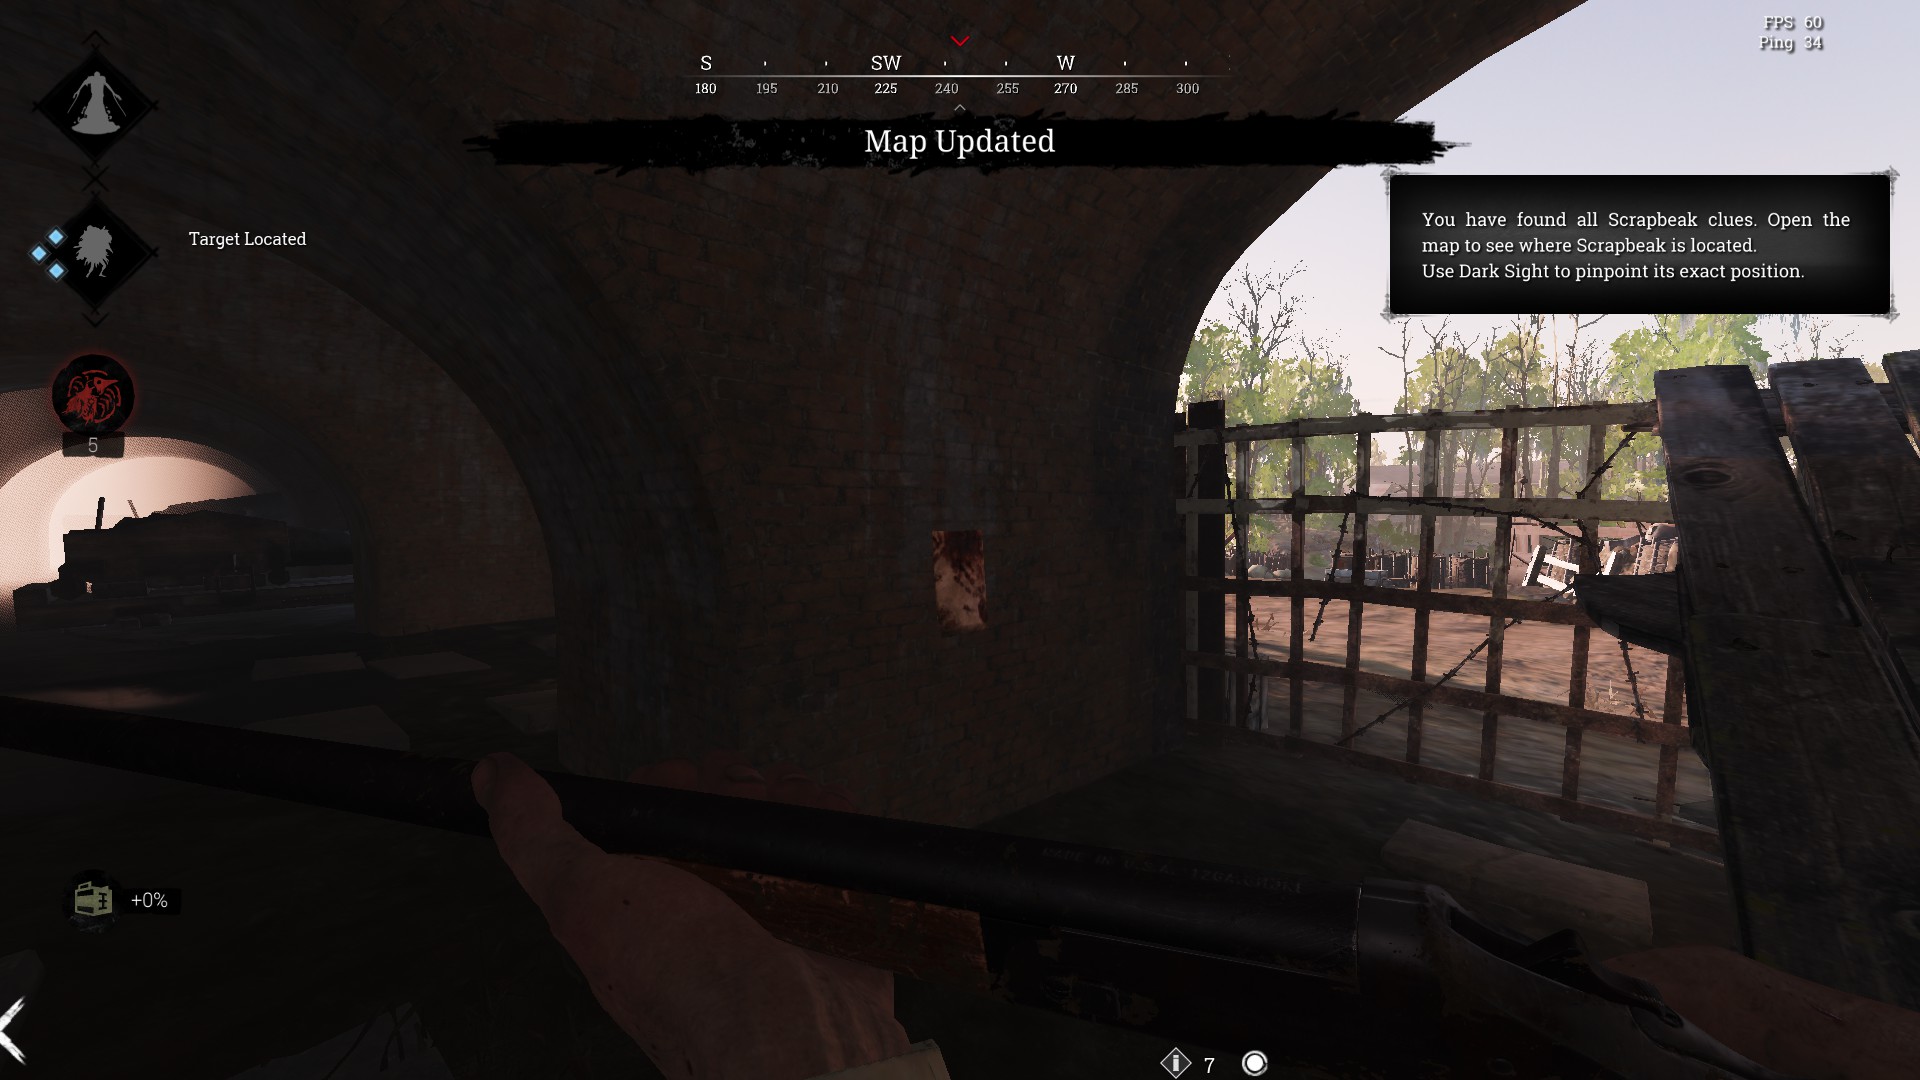 FPS 60
Ping 34
S SW W
180 195 210 225 240 255 270 285 300
Map Updated
You have found all Scrapbeak clues. Open the
map to see where Scrapbeak is located.
Use Dark Sight to pinpoint its exact position.
Target Located
5
+0%
7